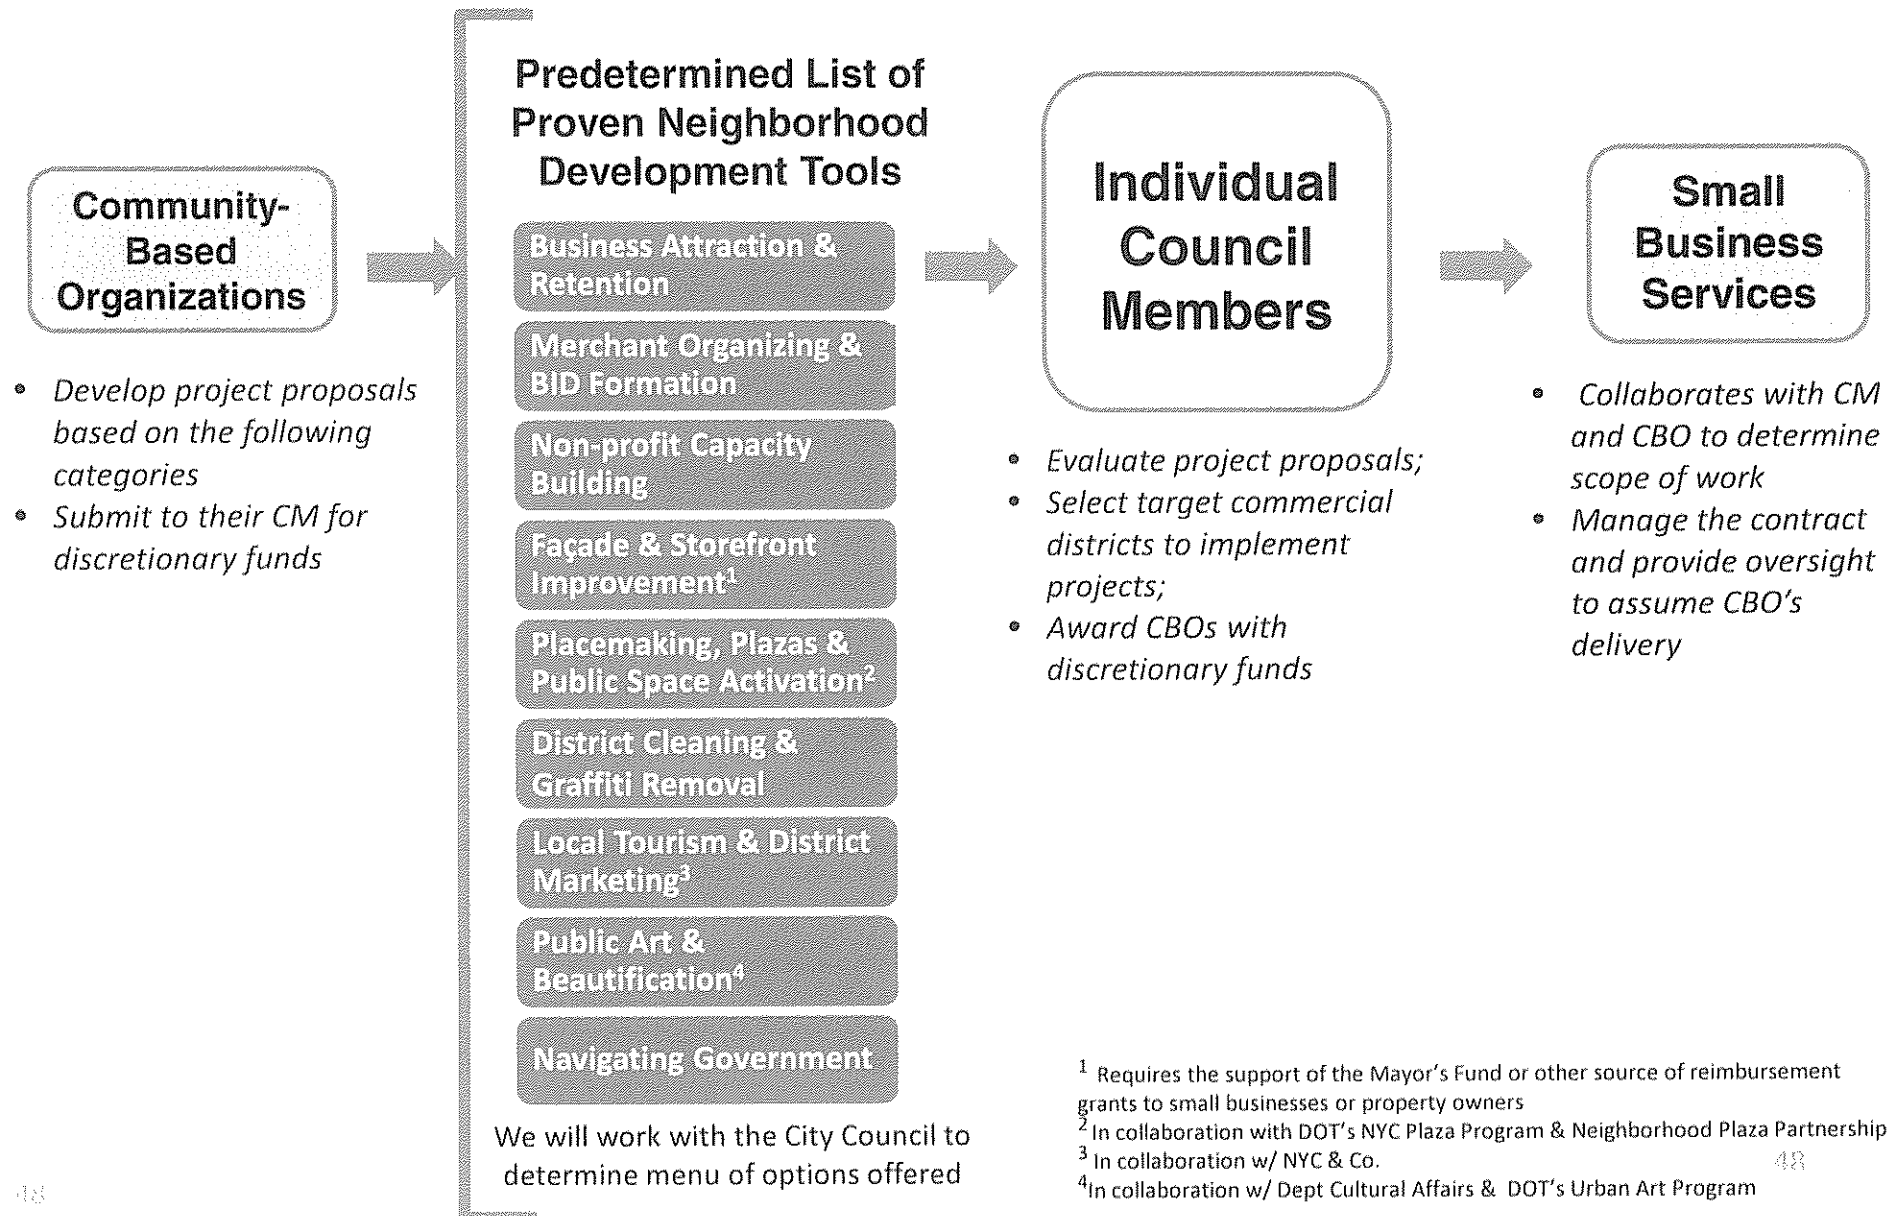 Community-
Based
Organizations
• Develop project proposals
based on the following
categories
• Submit to their CM for
discretionary funds
Predetermined List of
Proven Neighborhood
Development Tools
Business Attraction &
Retention
Merchant Organizing &
BID Formation
Non-profit Capacity
Building
Façade & Storefront
Improvement¹
Placemaking, Plazas &
Public Space Activation²
District Cleaning &
Graffiti Removal
Local Tourism & District
Marketing³
Public Art &
Beautification⁴
Navigating Government
We will work with the City Council to
determine menu of options offered
Individual
Council
Members
• Evaluate project proposals;
• Select target commercial
districts to implement
projects;
• Award CBOs with
discretionary funds
Small
Business
Services
• Collaborates with CM
and CBO to determine
scope of work
• Manage the contract
and provide oversight
to assume CBO's
delivery
¹ Requires the support of the Mayor's Fund or other source of reimbursement
grants to small businesses or property owners
² In collaboration with DOT's NYC Plaza Program & Neighborhood Plaza Partnership
³ In collaboration w/ NYC & Co.
⁴In collaboration w/ Dept Cultural Affairs & DOT's Urban Art Program
48
48